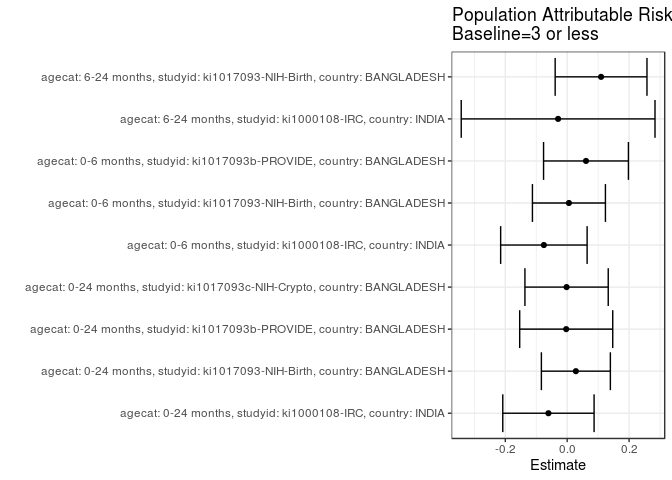 Population Attributable Risk
Baseline=3 or less
agecat: 6-24 months, studyid: ki1017093-NIH-Birth, country: BANGLADESH
agecat: 6-24 months, studyid: ki1000108-IRC, country: INDIA
agecat: 0-6 months, studyid: ki1017093b-PROVIDE, country: BANGLADESH
agecat: 0-6 months, studyid: ki1017093-NIH-Birth, country: BANGLADESH
agecat: 0-6 months, studyid: ki1000108-IRC, country: INDIA
agecat: 0-24 months, studyid: ki1017093c-NIH-Crypto, country: BANGLADESH
agecat: 0-24 months, studyid: ki1017093b-PROVIDE, country: BANGLADESH
agecat: 0-24 months, studyid: ki1017093-NIH-Birth, country: BANGLADESH
agecat: 0-24 months, studyid: ki1000108-IRC, country: INDIA
-0.2 0.0 0.2
Estimate